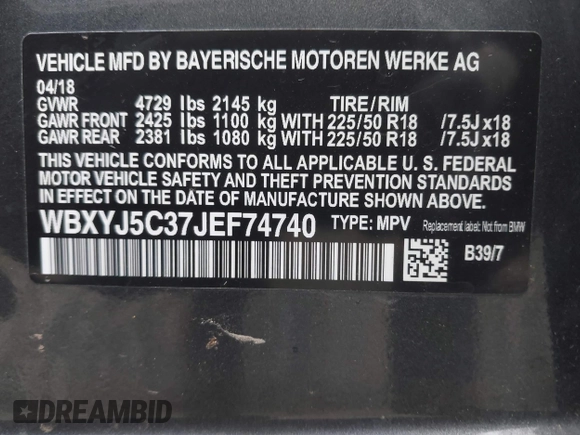 VEHICLE MFD BY BAYERISCHE MOTOREN WERKE AG
04/18
GVWR 4729 lbs 2145 kg TIRE/RIM
GAWR FRONT 2425 lbs 1100 kg WITH 225/50 R18 /7.5J x18
GAWR REAR 2381 lbs 1080 kg WITH 225/50 R18 /7.5J x18
THIS VEHICLE CONFORMS TO ALL APPLICABLE U. S. FEDERAL
MOTOR VEHICLE SAFETY AND THEFT PREVENTION STANDARDS
IN EFFECT ON THE DATE OF MANUFACTURE SHOWN ABOVE.
WBXYJ5C37JEF74740 TYPE: MPV Replacement label: Not from BMW
B39/7
DREAMBID